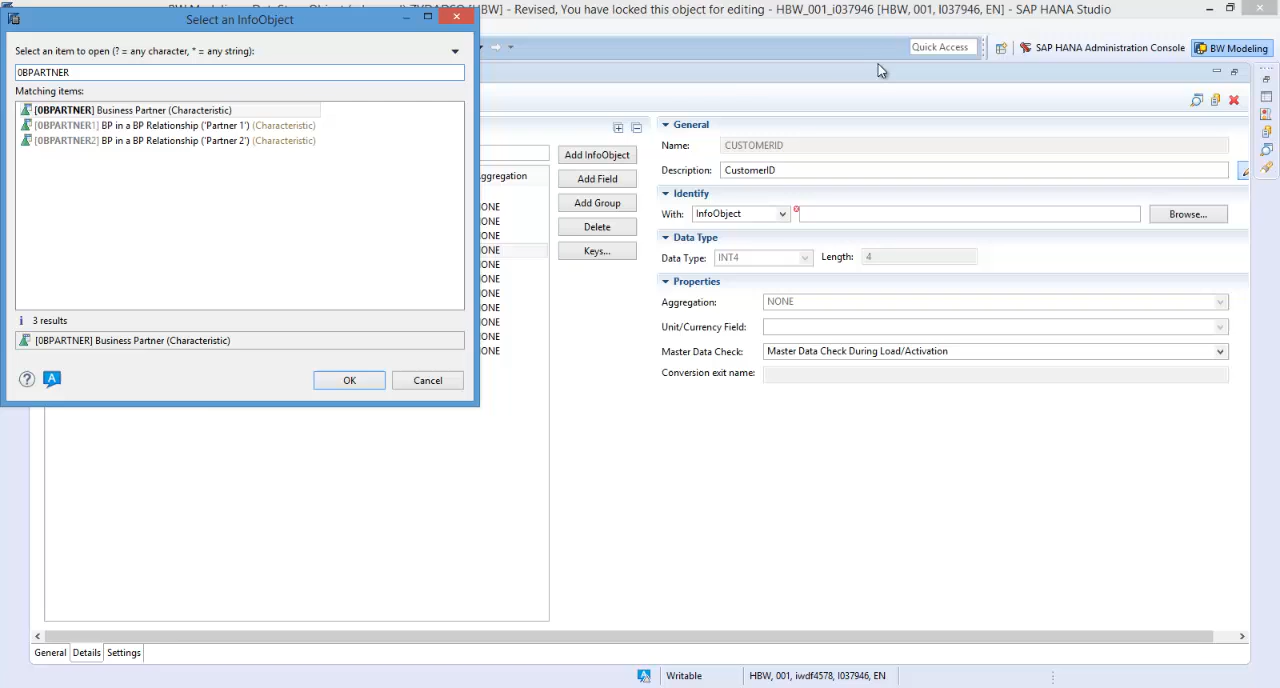 Select an InfoObject
[HBW] - Revised, You have locked this object for editing - HBW_001_i037946 [HBW, 001, I037946, EN] - SAP HANA Studio
Select an item to open (? = any character, * = any string):
0BPARTNER
Matching items:
[0BPARTNER] Business Partner (Characteristic)
[0BPARTNER1] BP in a BP Relationship ('Partner 1') (Characteristic)
[0BPARTNER2] BP in a BP Relationship ('Partner 2') (Characteristic)
3 results
[0BPARTNER] Business Partner (Characteristic)
OK
Cancel
Quick Access
SAP HANA Administration Console
BW Modeling
ggregation
ONE
ONE
ONE
ONE
ONE
ONE
ONE
ONE
ONE
ONE
ONE
Add InfoObject
Add Field
Add Group
Delete
Keys...
General
Name: CUSTOMERID
Description: CustomerID
Identify
With: InfoObject Browse...
Data Type
Data Type: INT4 Length: 4
Properties
Aggregation: NONE
Unit/Currency Field:
Master Data Check: Master Data Check During Load/Activation
Conversion exit name:
General Details Settings
Writable HBW, 001, iwdf4578, I037946, EN